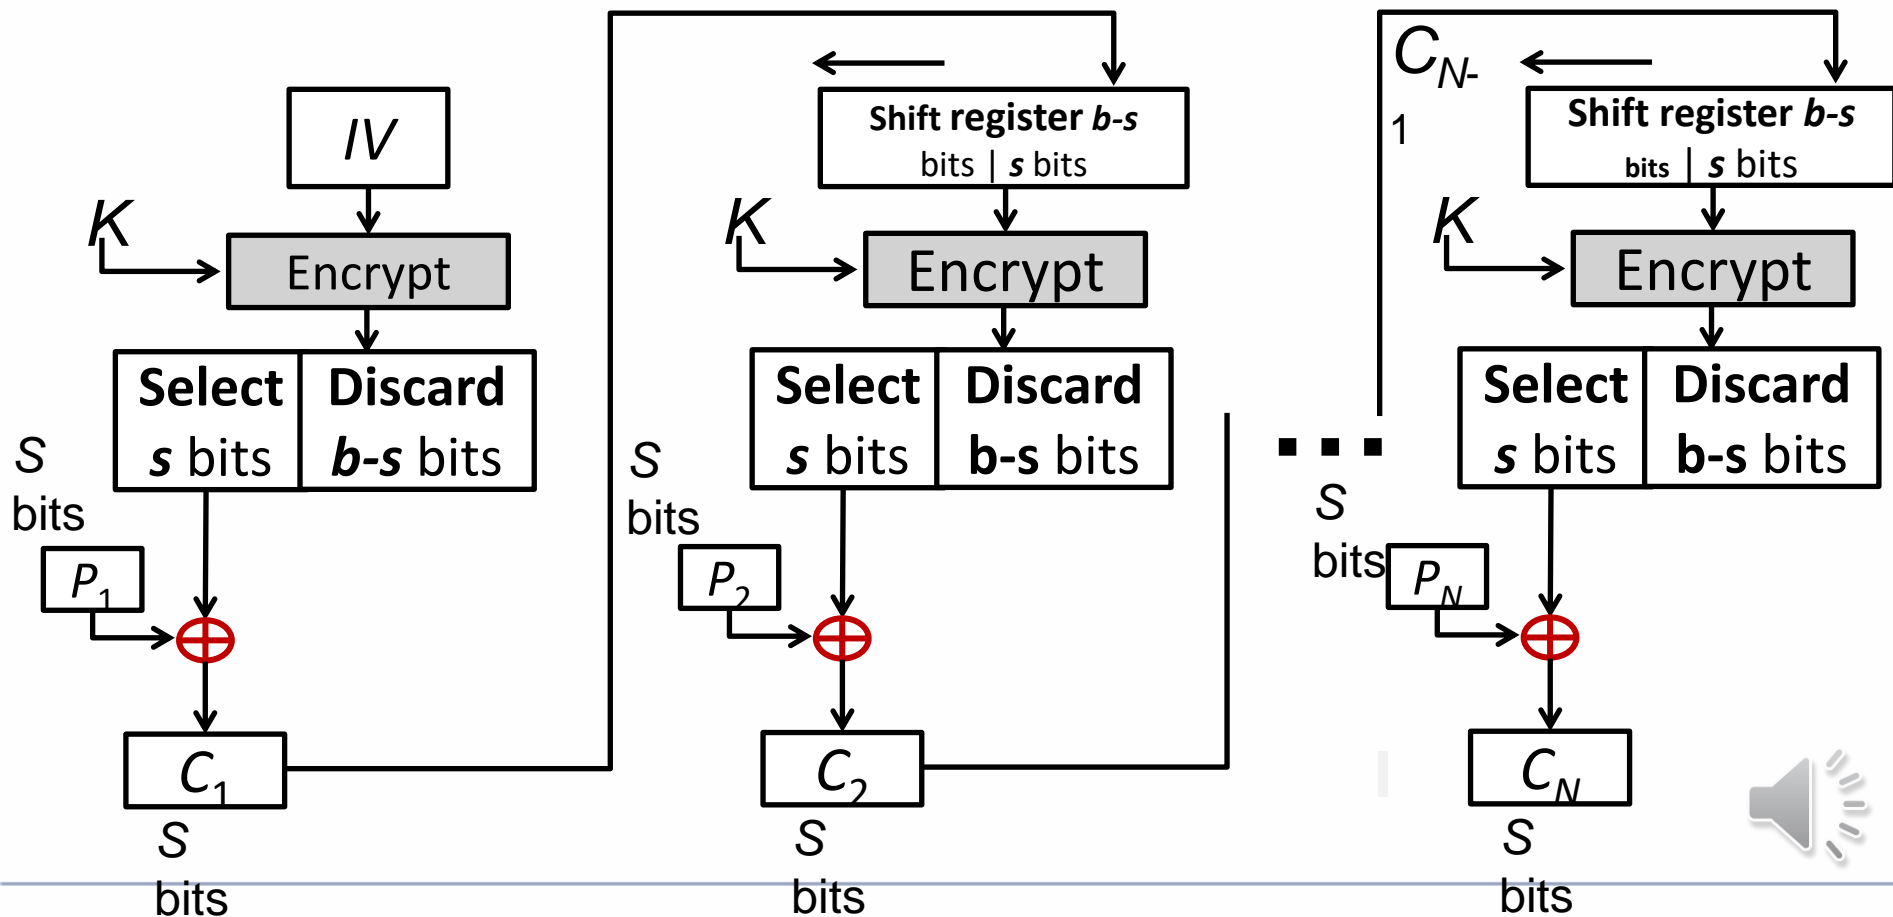 IV
K
Encrypt
Select
s bits
Discard
b-s bits
S
bits
P1
C1
S
bits
Shift register b-s
bits | s bits
K
Encrypt
Select
s bits
Discard
b-s bits
S
bits
P2
C2
S
bits
CN-
1
Shift register b-s
bits | s bits
K
Encrypt
Select
s bits
Discard
b-s bits
S
bits
PN
CN
S
bits